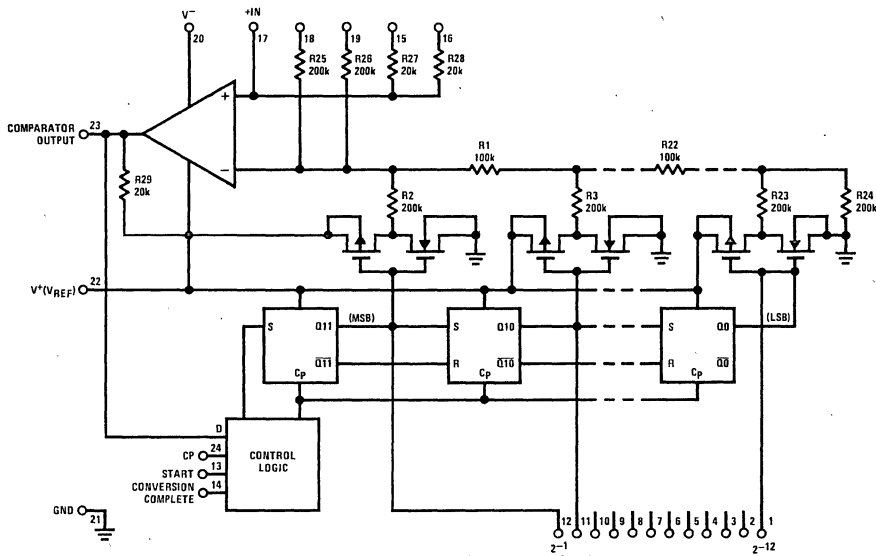 V−
20
+IN
17
18
R25
200k
19
R26
200k
15
R27
20k
16
R28
20k
+
−
COMPARATOR
OUTPUT
23
R29
20k
R1
100k
R22
100k
R2
200k
R3
200k
R23
200k
R24
200k
V+(VREF)
22
S
Q11
(MSB)
Q11
CP
S
Q10
R
Q10
CP
S
Q0
(LSB)
R
Q0
CP
D
CONTROL
LOGIC
CP
24
START
13
CONVERSION
COMPLETE
14
GND
21
12 11 10 9 8 7 6 5 4 3 2 1
2−1
2−12